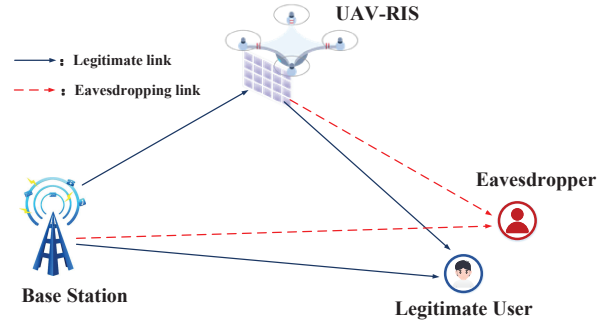 UAV-RIS
: Legitimate link
: Eavesdropping link
Eavesdropper
Base Station
Legitimate User